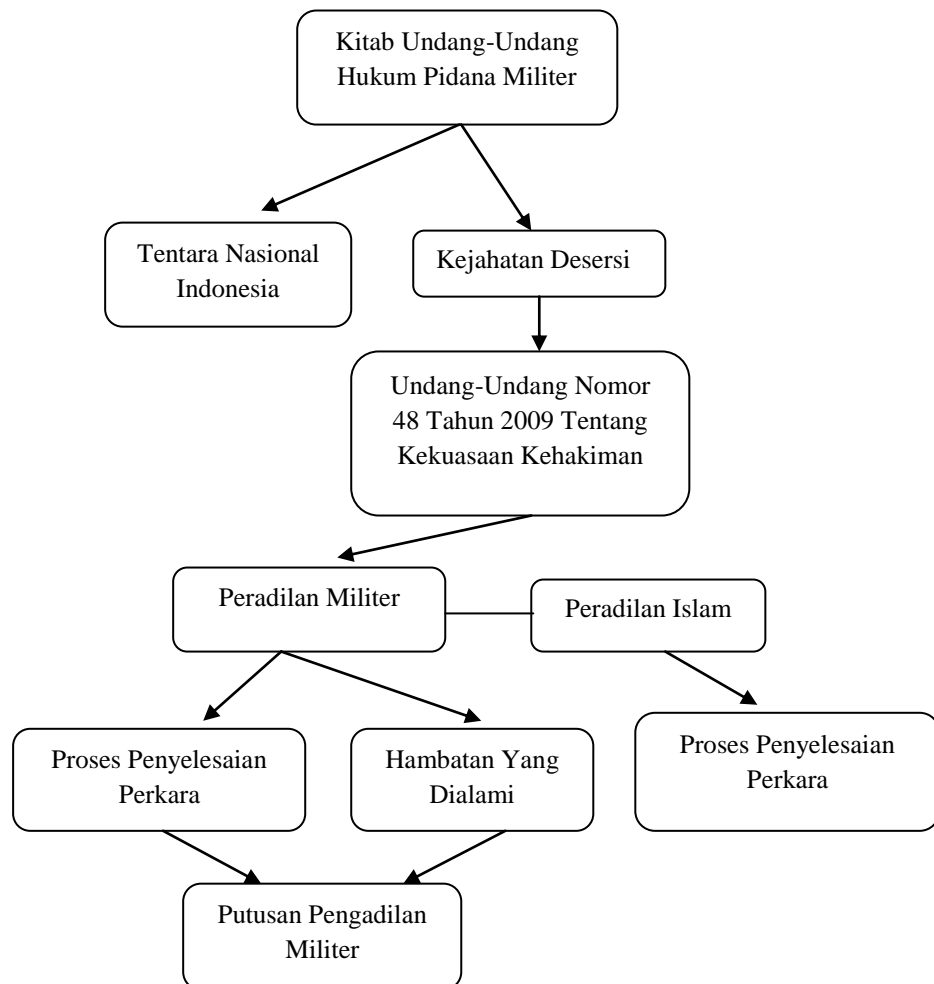 Kitab Undang-Undang
Hukum Pidana Militer
Tentara Nasional
Indonesia
Kejahatan Desersi
Undang-Undang Nomor
48 Tahun 2009 Tentang
Kekuasaan Kehakiman
Peradilan Militer
Peradilan Islam
Proses Penyelesaian
Perkara
Hambatan Yang
Dialami
Proses Penyelesaian
Perkara
Putusan Pengadilan
Militer